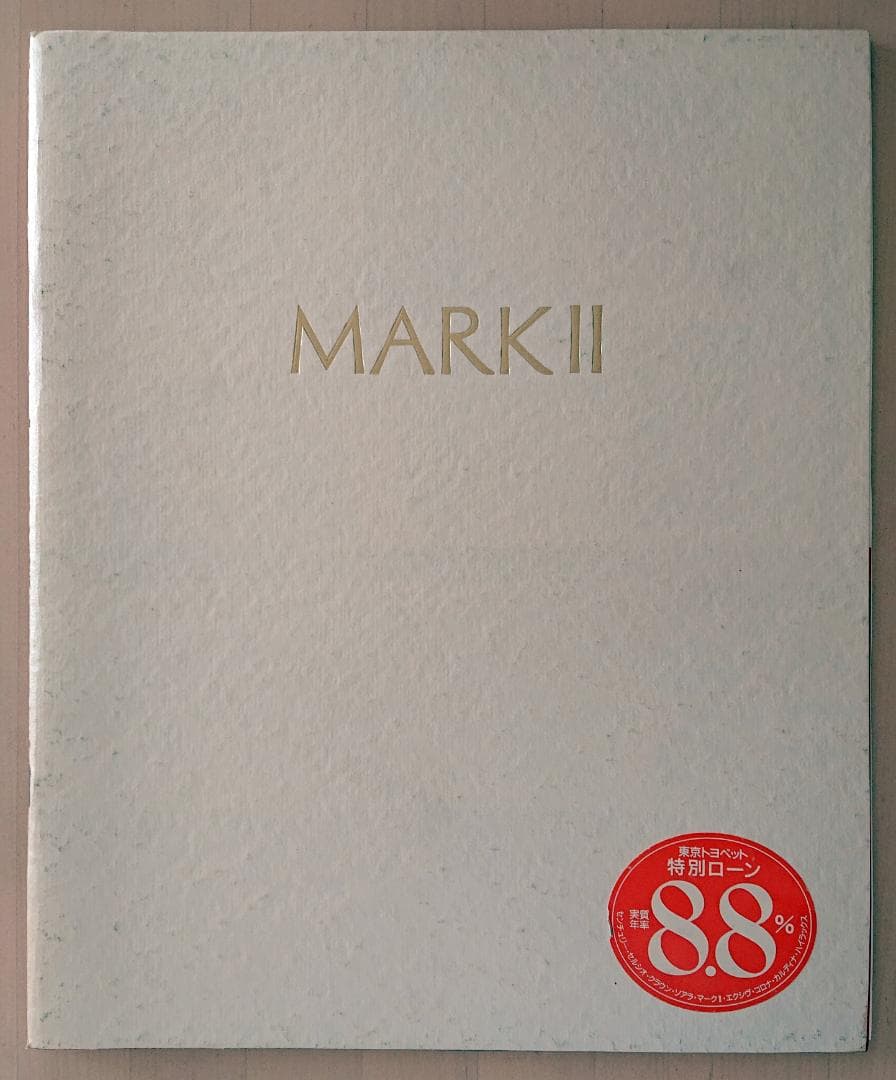 MARK II
東京トヨペット
特別ローン
実質
年率
8.8%
センチュリー・セルシオ・クラウン・ソアラ・マークII・エクシヴ・コロナ・カルディナ・ハイラックス